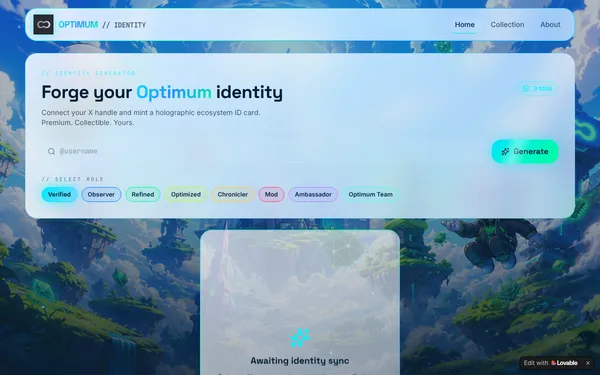 OPTIMUM // IDENTITY
Home
Collection
About
// IDENTITY GENERATOR
Forge your Optimum identity
Connect your X handle and mint a holographic ecosystem ID card.
Premium. Collectible. Yours.
@username
Generate
// SELECT ROLE
Verified
Observer
Refined
Optimized
Chronicler
Mod
Ambassador
Optimum Team
Awaiting identity sync
Edit with Lovable